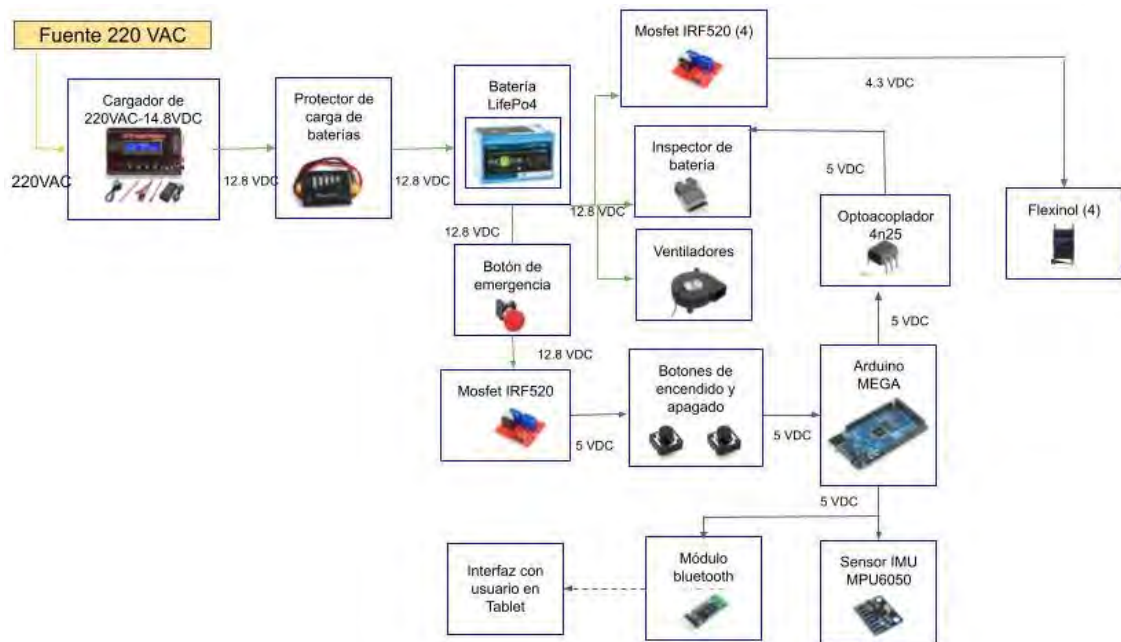 Fuente 220 VAC
220VAC
Cargador de
220VAC-14.8VDC
12.8 VDC
Protector de
carga de
baterías
12.8 VDC
Batería
LifePo4
12.8 VDC
12.8 VDC
Mosfet IRF520 (4)
4.3 VDC
Inspector de
batería
Ventiladores
5 VDC
Optoacoplador
4n25
Flexinol (4)
5 VDC
Botón de
emergencia
12.8 VDC
Mosfet IRF520
5 VDC
Botones de
encendido y
apagado
5 VDC
Arduino
MEGA
5 VDC
Interfaz con
usuario en
Tablet
Módulo
bluetooth
Sensor IMU
MPU6050